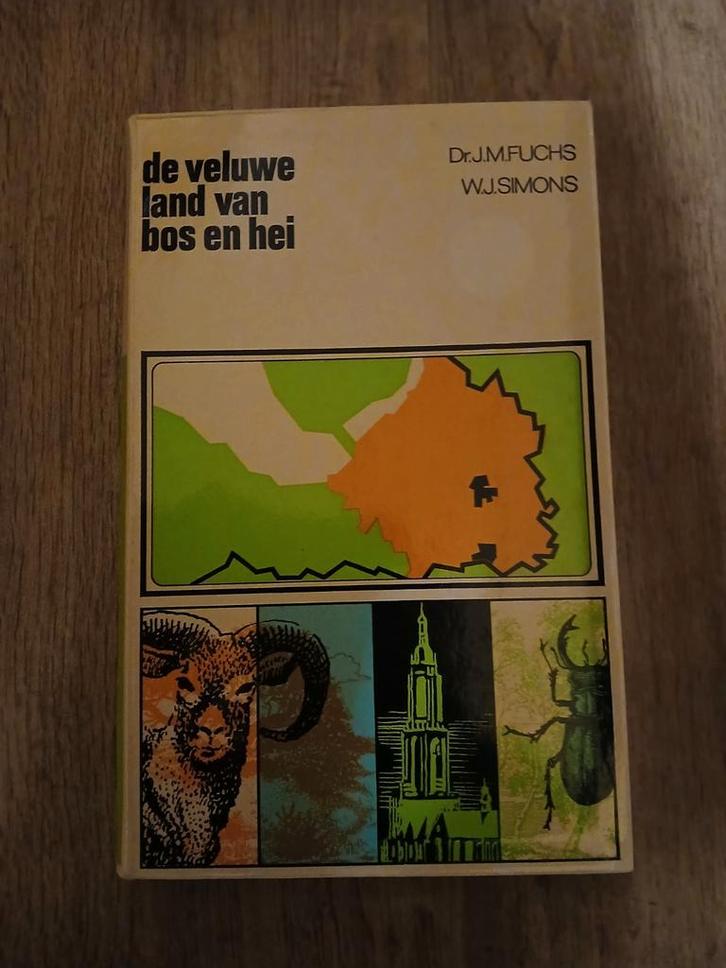 de veluwe
land van
bos en hei
Dr.J.M.FUCHS
W.J.SIMONS